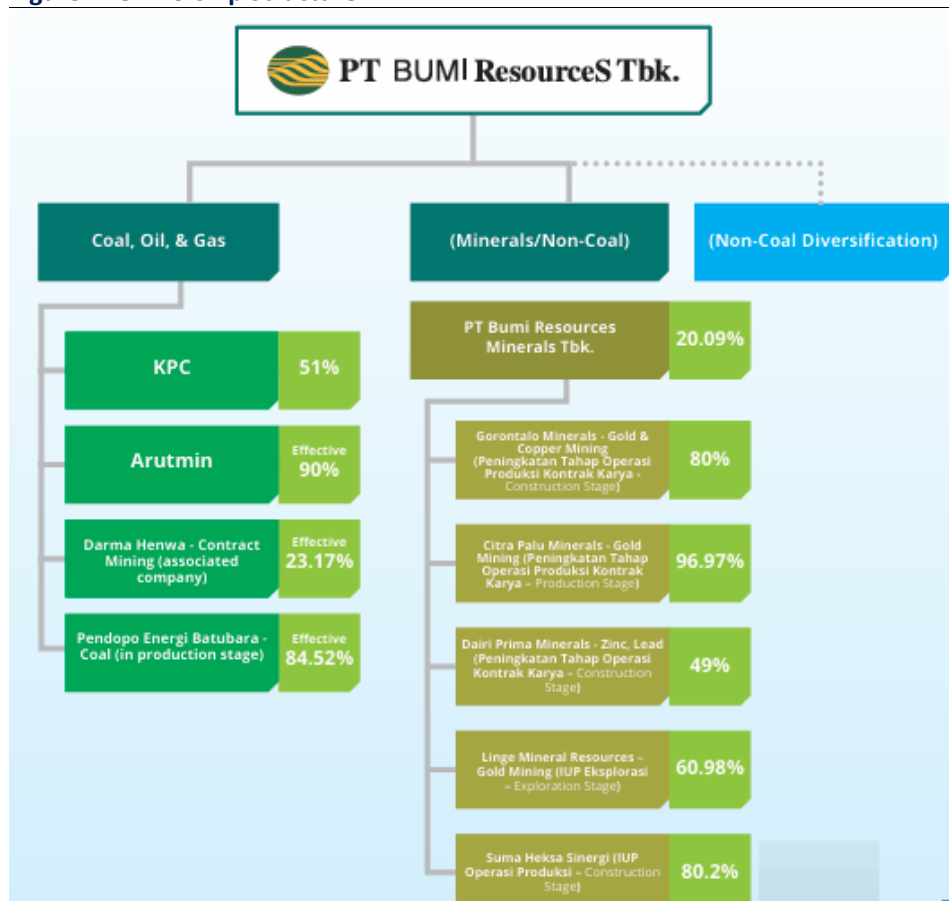 PT BUMI ResourceS Tbk.
Coal, Oil, & Gas
(Minerals/Non-Coal)
(Non-Coal Diversification)
KPC
51%
Arutmin
Effective
90%
Darma Henwa - Contract
Mining (associated
company)
Effective
23.17%
Pendopo Energi Batubara -
Coal (in production stage)
Effective
84.52%
PT Bumi Resources
Minerals Tbk.
20.09%
Gorontalo Minerals - Gold &
Copper Mining
(Peningkatan Tahap Operasi
Produksi Kontrak Karya -
Construction Stage)
80%
Citra Palu Minerals - Gold
Mining (Peningkatan Tahap
Operasi Produksi Kontrak
Karya – Production Stage)
96.97%
Dairi Prima Minerals - Zinc, Lead
(Peningkatan Tahap Operasi
Kontrak Karya – Construction
Stage)
49%
Linge Mineral Resources –
Gold Mining (IUP Eksplorasi
– Exploration Stage)
60.98%
Suma Heksa Sinergi (IUP
Operasi Produksi – Construction
Stage)
80.2%